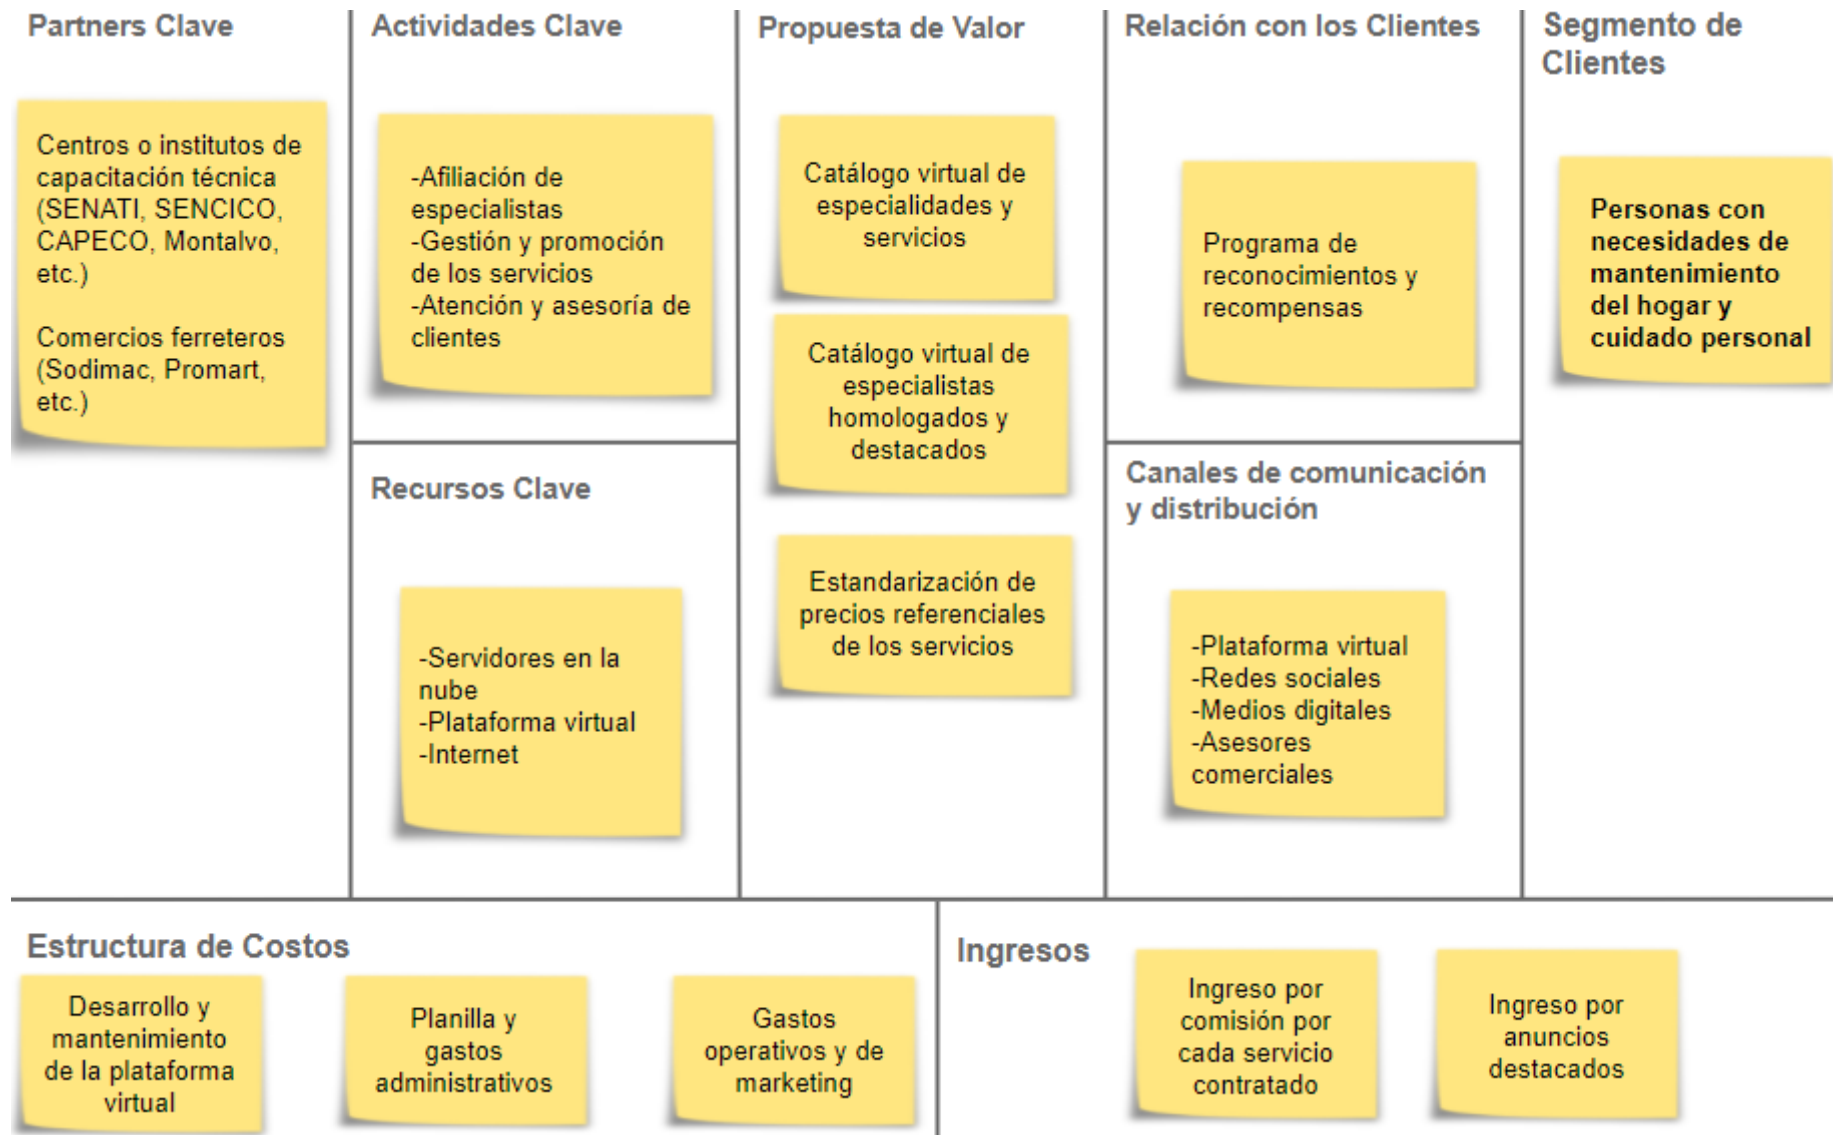 Partners Clave
Centros o institutos de
capacitación técnica
(SENATI, SENCICO,
CAPECO, Montalvo,
etc.)
Comercios ferreteros
(Sodimac, Promart,
etc.)
Actividades Clave
-Afiliación de
especialistas
-Gestión y promoción
de los servicios
-Atención y asesoría de
clientes
Recursos Clave
-Servidores en la
nube
-Plataforma virtual
-Internet
Propuesta de Valor
Catálogo virtual de
especialidades y
servicios
Catálogo virtual de
especialistas
homologados y
destacados
Estandarización de
precios referenciales
de los servicios
Relación con los Clientes
Programa de
reconocimientos y
recompensas
Canales de comunicación
y distribución
-Plataforma virtual
-Redes sociales
-Medios digitales
-Asesores
comerciales
Segmento de
Clientes
Personas con
necesidades de
mantenimiento
del hogar y
cuidado personal
Estructura de Costos
Desarrollo y
mantenimiento
de la plataforma
virtual
Planilla y
gastos
administrativos
Gastos
operativos y de
marketing
Ingresos
Ingreso por
comisión por
cada servicio
contratado
Ingreso por
anuncios
destacados